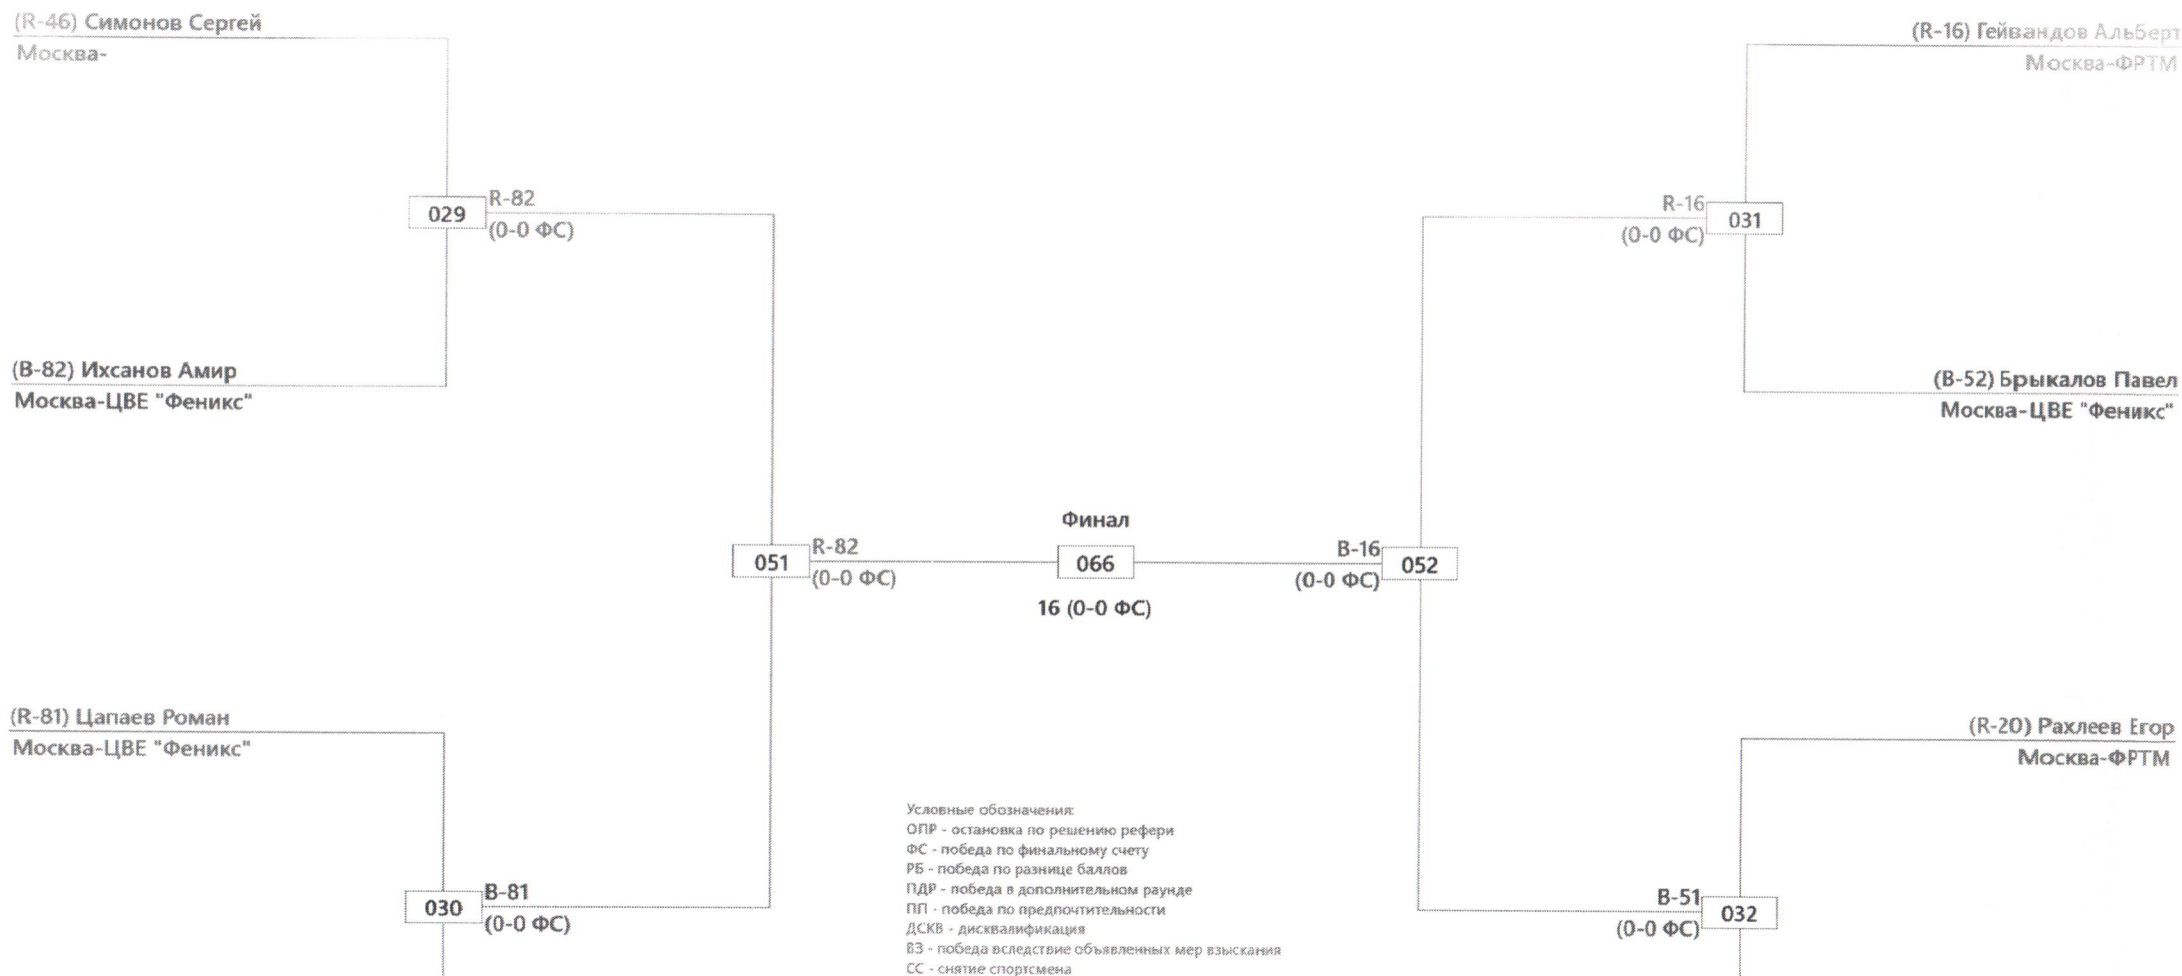 (R-46) Симонов Сергей
Москва-
(R-16) Гейвандов Альберт
Москва-ФРТМ
029
R-82
(0-0 ФС)
R-16
(0-0 ФС)
031
(B-82) Ихсанов Амир
Москва-ЦВЕ "Феникс"
(B-52) Брыкалов Павел
Москва-ЦВЕ "Феникс"
Финал
051
R-82
(0-0 ФС)
066
16 (0-0 ФС)
B-16
(0-0 ФС)
052
(R-81) Цапаев Роман
Москва-ЦВЕ "Феникс"
(R-20) Рахлеев Егор
Москва-ФРТМ
030
B-81
(0-0 ФС)
Условные обозначения:
ОПР - остановка по решению рефери
ФС - победа по финальному счету
РБ - победа по разнице баллов
ПДР - победа в дополнительном раунде
ПП - победа по предпочтительности
ДСКВ - дисквалификация
ВЗ - победа вследствие объявленных мер взыскания
СС - снятие спортсмена
B-51
(0-0 ФС)
032